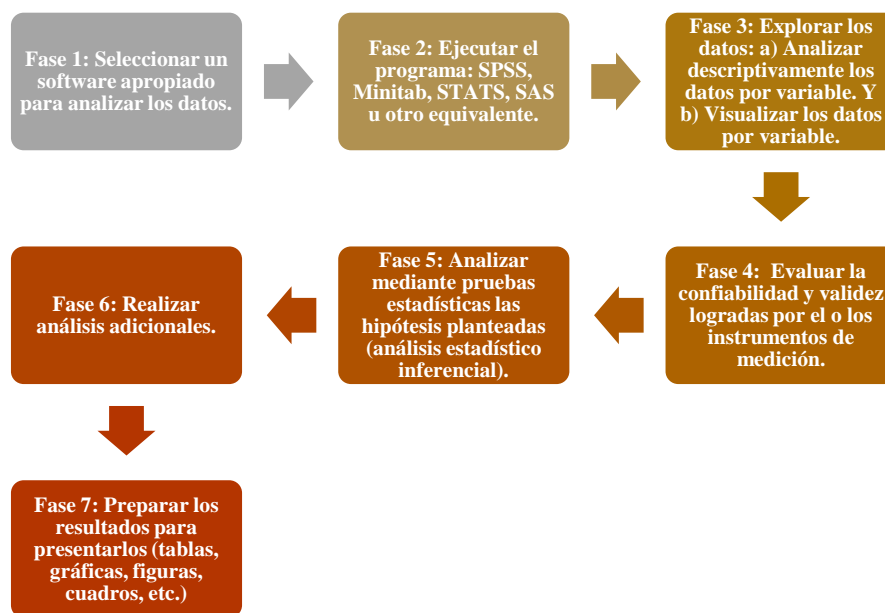 Fase 1: Seleccionar un
software apropiado
para analizar los datos.
Fase 2: Ejecutar el
programa: SPSS,
Minitab, STATS, SAS
u otro equivalente.
Fase 3: Explorar los
datos: a) Analizar
descriptivamente los
datos por variable. Y
b) Visualizar los datos
por variable.
Fase 4:  Evaluar la
confiabilidad y validez
logradas por el o los
instrumentos de
medición.
Fase 5: Analizar
mediante pruebas
estadísticas las
hipótesis planteadas
(análisis estadístico
inferencial).
Fase 6: Realizar
análisis adicionales.
Fase 7: Preparar los
resultados para
presentarlos (tablas,
gráficas, figuras,
cuadros, etc.)